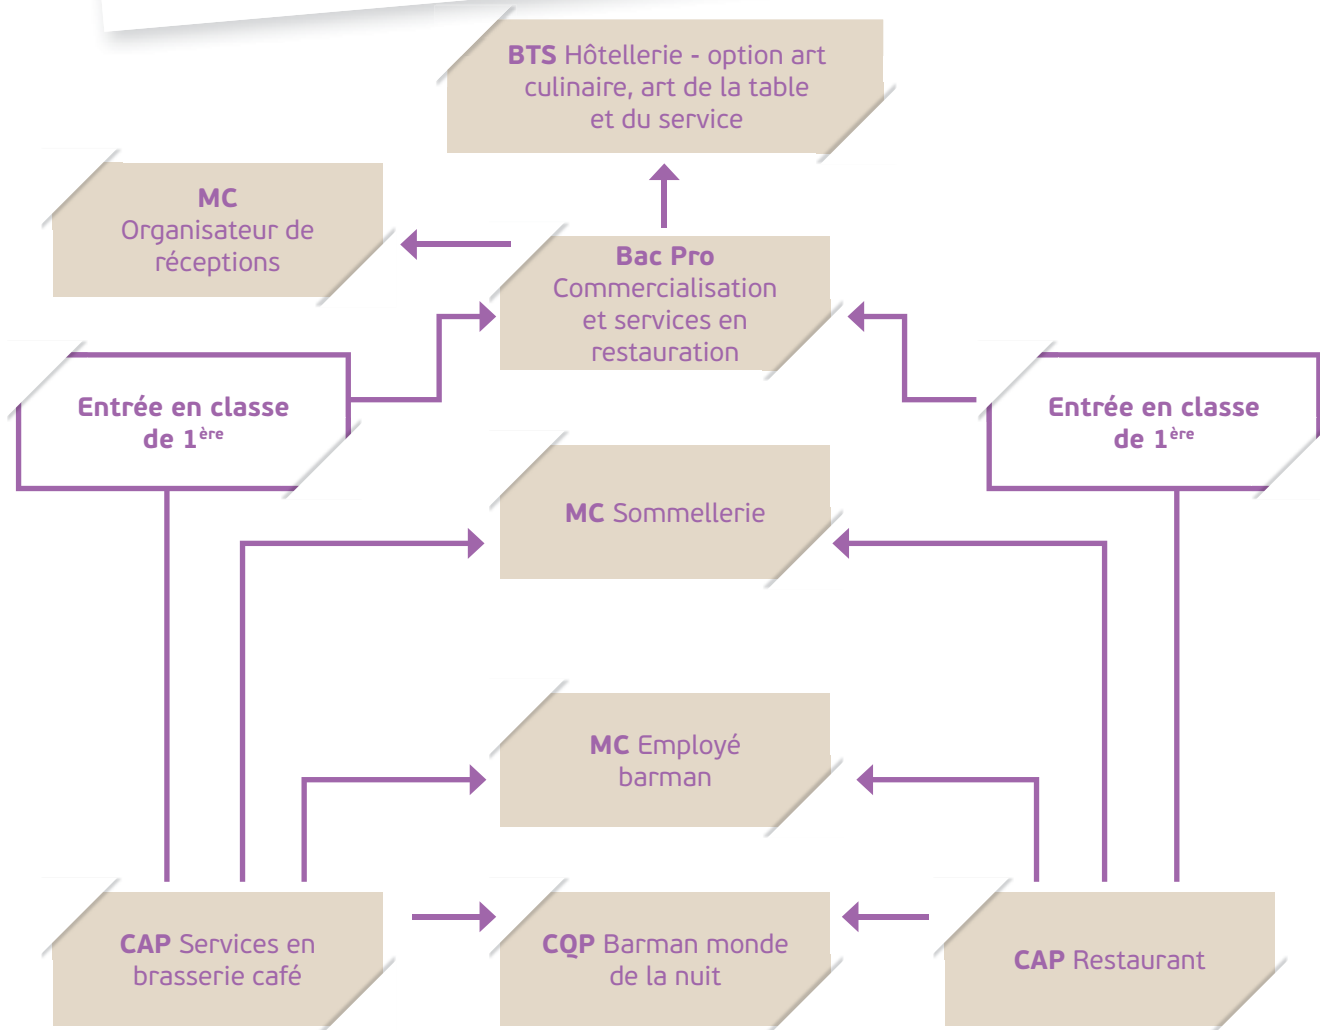 BTS Hôtellerie - option art
culinaire, art de la table
et du service
MC
Organisateur de
réceptions
Bac Pro
Commercialisation
et services en
restauration
Entrée en classe
de 1ère
Entrée en classe
de 1ère
MC Sommellerie
MC Employé
barman
CAP Services en
brasserie café
CQP Barman monde
de la nuit
CAP Restaurant